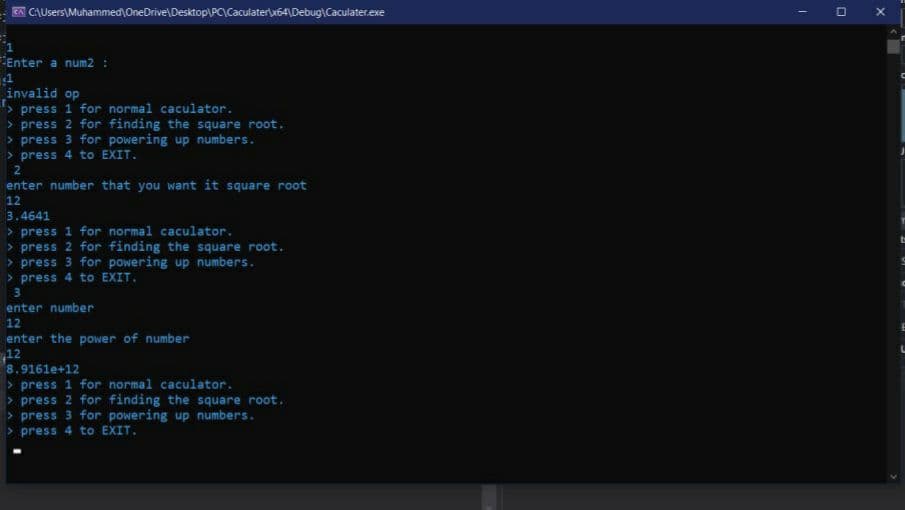 C:\Users\Muhammed\OneDrive\Desktop\PC\Caculater\x64\Debug\Caculater.exe
1
Enter a num2 :
1
invalid op
> press 1 for normal caculator.
> press 2 for finding the square root.
> press 3 for powering up numbers.
> press 4 to EXIT.
2
enter number that you want it square root
12
3.4641
> press 1 for normal caculator.
> press 2 for finding the square root.
> press 3 for powering up numbers.
> press 4 to EXIT.
3
enter number
12
enter the power of number
12
8.9161e+12
> press 1 for normal caculator.
> press 2 for finding the square root.
> press 3 for powering up numbers.
> press 4 to EXIT.